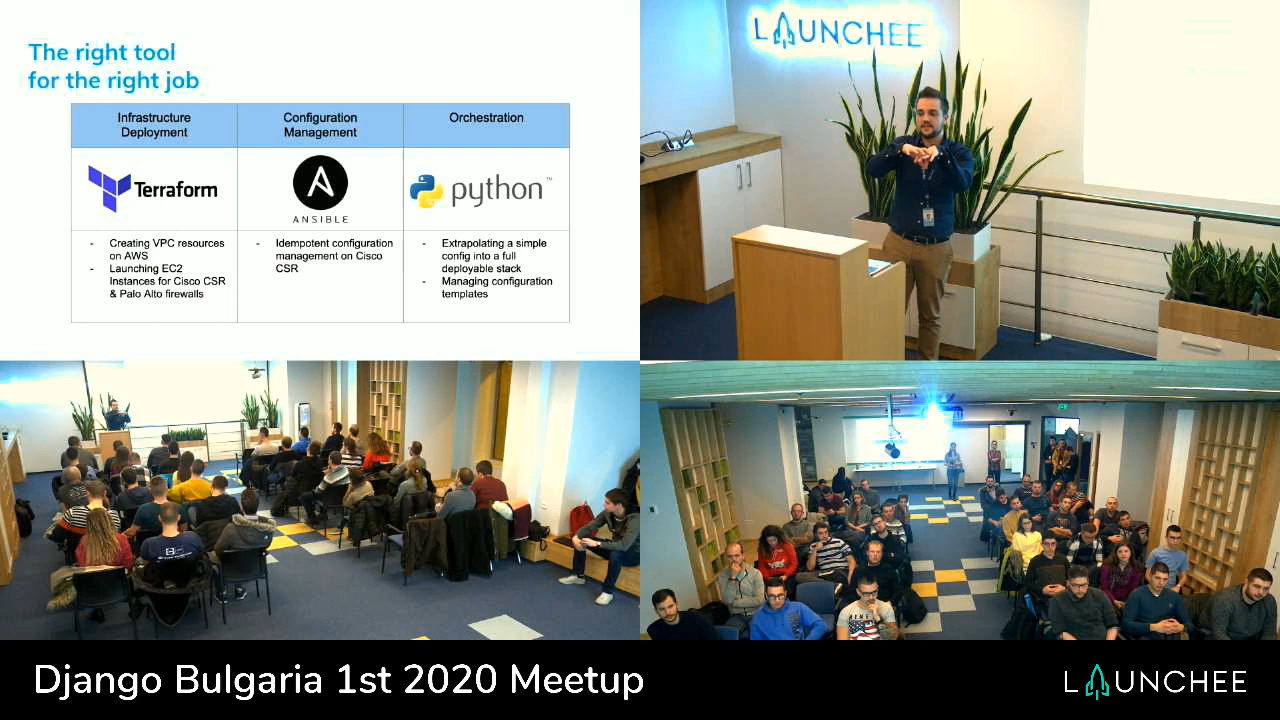 The right tool
for the right job
Infrastructure
Deployment
Configuration
Management
Orchestration
Terraform
ANSIBLE
python™
- Creating VPC resources
on AWS
- Launching EC2
Instances for Cisco CSR
& Palo Alto firewalls
- Idempotent configuration
management on Cisco
CSR
- Extrapolating a simple
config into a full
deployable stack
- Managing configuration
templates
LAUNCHEE
Django Bulgaria 1st 2020 Meetup
LAUNCHEE